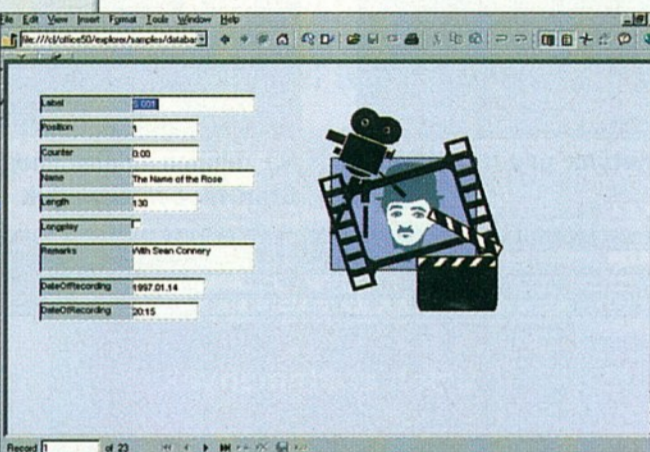 File Edit View Insert Format Tools Window Help
file:///c|/office50/explorer/samples/databas
Label S 001
Position 1
Counter 0:00
Name The Name of the Rose
Length 130
Longplay
Remarks With Sean Connery
DateOfRecording 1997.01.14
DateOfRecording 20:15
Record 1 of 23